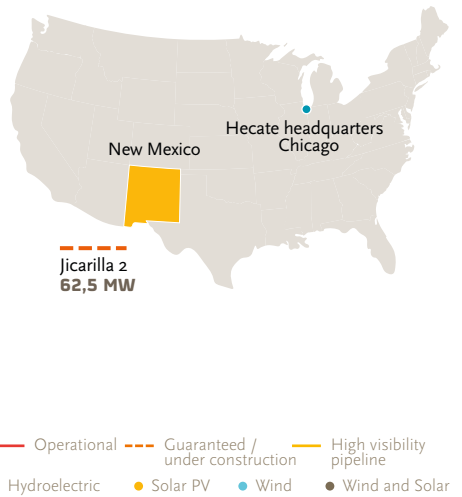 New Mexico
Hecate headquarters
Chicago
Jicarilla 2
62,5 MW
Operational
Guaranteed /
under construction
High visibility
pipeline
Hydroelectric
Solar PV
Wind
Wind and Solar